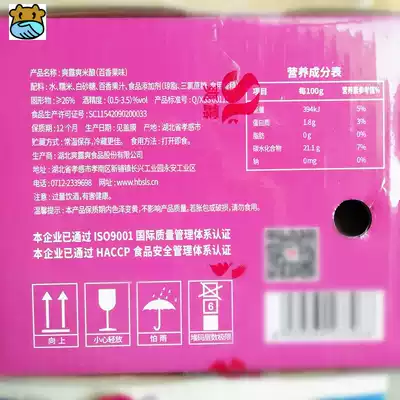 产品名称：爽露爽米酿（百香果味）
配料：水、糯米、白砂糖、百香果汁、食品添加剂
固形物：≥26% 酒精度：(0.5-3.5)%vol 产品标准号：Q/
保质期：12个月 生产日期：见盖膜 产地：湖北省孝感市
贮藏方式：常温保存，冷藏更佳。 食用方法：打开即食。
食品生产许可证号：SC11542090200033
生产商：湖北爽露爽食品股份有限公司
地址：湖北省孝感市孝南区新铺镇长兴工业园永安工业区
电话：0712-2339698 网址：www.hbsls.cn
注意：过量饮酒，有害健康。
温馨提示：本产品保质期内色泽变黄，不影响产品质量。若胀包或破损，请勿食用。
本企业已通过 ISO9001 国际质量管理体系认证
本企业已通过 HACCP 食品安全管理体系认证
营养成分表
项目 每100g 营养素参考值%
394kJ 5%
蛋白质 1.8g 3%
脂肪 0g 0%
碳水化合物 21.1g 7%
钠 0mg 0%
向上
小心轻放
怕雨
6
堆码层数极限